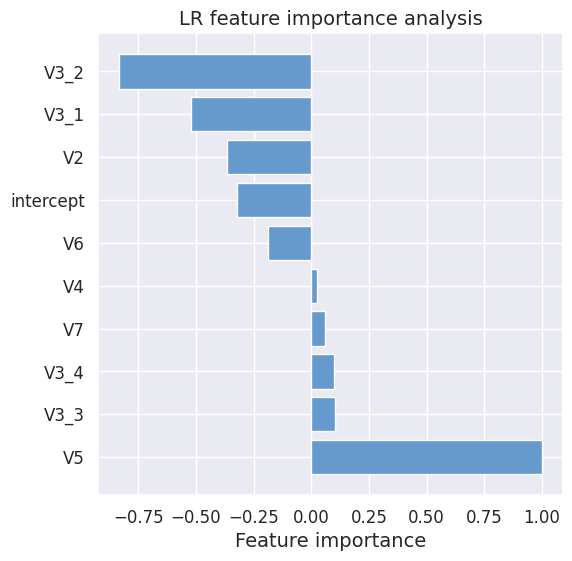 LR feature importance analysis
V3_2
V3_1
V2
intercept
V6
V4
V7
V3_4
V3_3
V5
−0.75 −0.50 −0.25 0.00 0.25 0.50 0.75 1.00
Feature importance